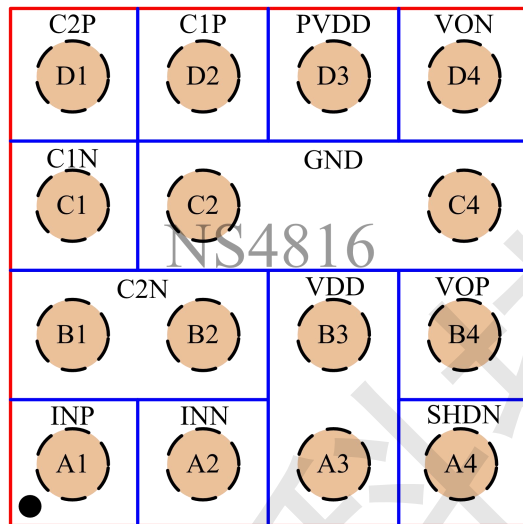 C2P C1P PVDD VON
D1 D2 D3 D4
C1N GND
C1 C2 C4
NS4816
C2N VDD VOP
B1 B2 B3 B4
INP INN SHDN
A1 A2 A3 A4